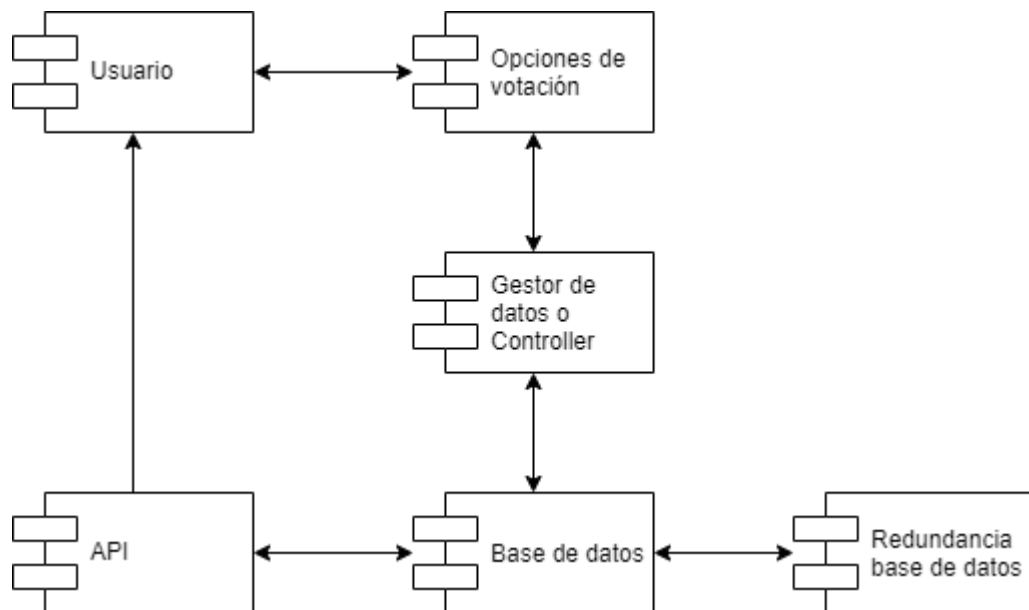 Usuario
Opciones de
votación
Gestor de
datos o
Controller
API
Base de datos
Redundancia
base de datos